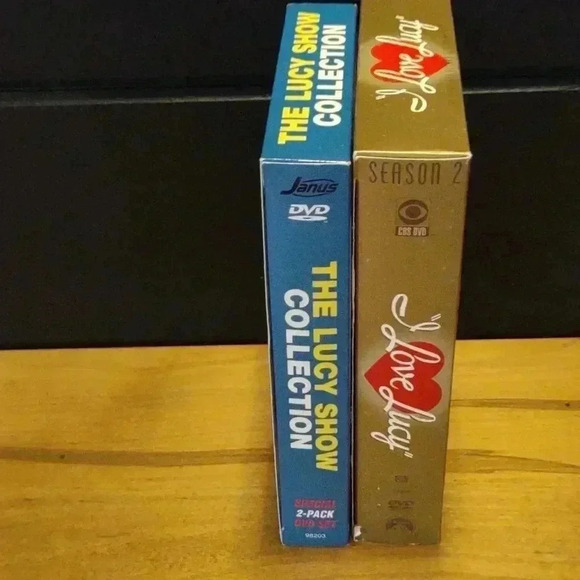 THE LUCY SHOW
COLLECTION
Janus
DVD
THE LUCY SHOW
COLLECTION
SPECIAL
2-PACK
DVD SET
98203
"I Love Lucy"
SEASON 2
CBS DVD
"I Love Lucy"